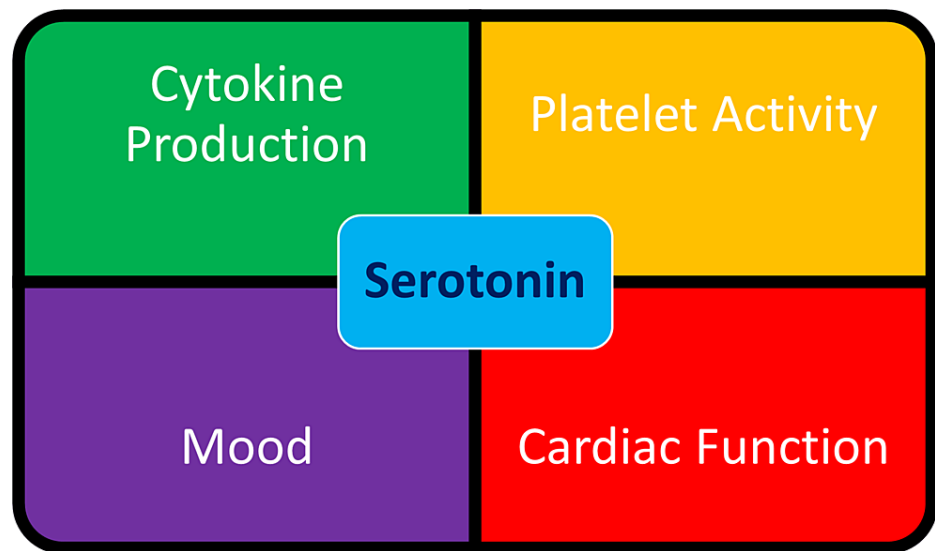 Cytokine
Production
Platelet Activity
Serotonin
Mood
Cardiac Function